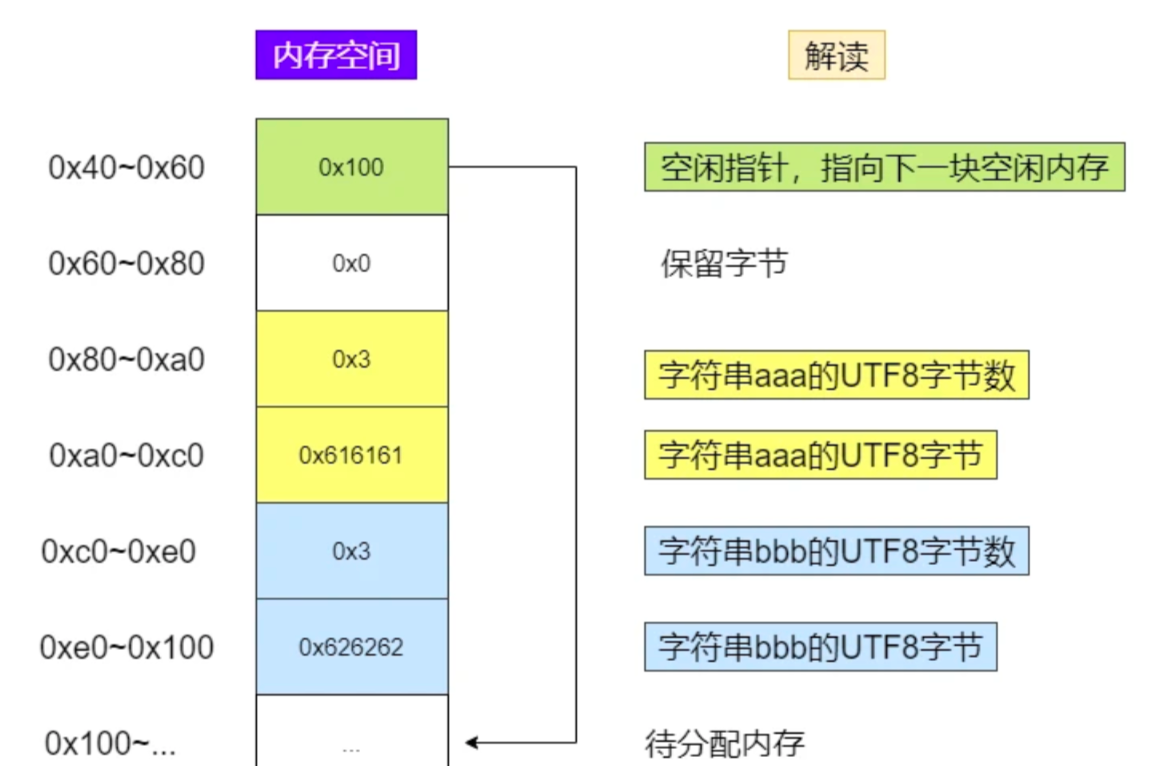 内存空间 解读
0x40~0x60 0x100 空闲指针，指向下一块空闲内存
0x60~0x80 0x0 保留字节
0x80~0xa0 0x3 字符串aaa的UTF8字节数
0xa0~0xc0 0x616161 字符串aaa的UTF8字节
0xc0~0xe0 0x3 字符串bbb的UTF8字节数
0xe0~0x100 0x626262 字符串bbb的UTF8字节
0x100~... ... 待分配内存